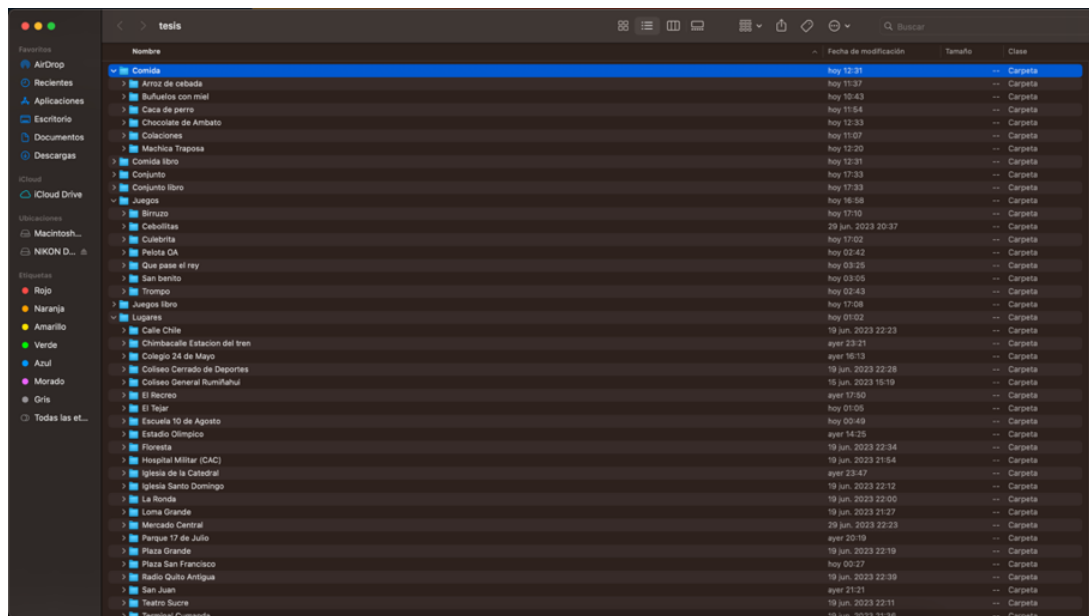 tesis
Buscar
Favoritos
AirDrop
Recientes
Aplicaciones
Escritorio
Documentos
Descargas
iCloud
iCloud Drive
Ubicaciones
Macintosh...
NIKON D...
Etiquetas
Rojo
Naranja
Amarillo
Verde
Azul
Morado
Gris
Todas las et...
Nombre Fecha de modificación Tamaño Clase
Comida hoy 12:31 -- Carpeta
Arroz de cebada hoy 11:37 -- Carpeta
Buñuelos con miel hoy 10:43 -- Carpeta
Caca de perro hoy 11:54 -- Carpeta
Chocolate de Ambato hoy 12:33 -- Carpeta
Colaciones hoy 11:07 -- Carpeta
Machica Traposa hoy 12:20 -- Carpeta
Comida libro hoy 12:31 -- Carpeta
Conjunto hoy 17:33 -- Carpeta
Conjunto libro hoy 17:33 -- Carpeta
Juegos hoy 16:58 -- Carpeta
Birruzo hoy 17:10 -- Carpeta
Cebollitas 29 jun. 2023 20:37 -- Carpeta
Culebrita hoy 17:02 -- Carpeta
Pelota OA hoy 02:42 -- Carpeta
Que pase el rey hoy 03:25 -- Carpeta
San benito hoy 03:05 -- Carpeta
Trompo hoy 02:43 -- Carpeta
Juegos libro hoy 17:08 -- Carpeta
Lugares hoy 01:02 -- Carpeta
Calle Chile 19 jun. 2023 22:23 -- Carpeta
Chimbacalle Estacion del tren ayer 23:21 -- Carpeta
Colegio 24 de Mayo ayer 16:13 -- Carpeta
Coliseo Cerrado de Deportes 19 jun. 2023 22:28 -- Carpeta
Coliseo General Rumiñahui 15 jun. 2023 15:19 -- Carpeta
El Recreo ayer 17:50 -- Carpeta
El Tejar hoy 01:05 -- Carpeta
Escuela 10 de Agosto hoy 00:49 -- Carpeta
Estadio Olimpico ayer 14:25 -- Carpeta
Floresta 19 jun. 2023 22:34 -- Carpeta
Hospital Militar (CAC) 19 jun. 2023 21:54 -- Carpeta
Iglesia de la Catedral ayer 23:47 -- Carpeta
Iglesia Santo Domingo 19 jun. 2023 22:12 -- Carpeta
La Ronda 19 jun. 2023 22:00 -- Carpeta
Loma Grande 19 jun. 2023 21:27 -- Carpeta
Mercado Central 29 jun. 2023 22:23 -- Carpeta
Parque 17 de Julio ayer 20:19 -- Carpeta
Plaza Grande 19 jun. 2023 22:19 -- Carpeta
Plaza San Francisco hoy 00:27 -- Carpeta
Radio Quito Antigua 19 jun. 2023 22:39 -- Carpeta
San Juan ayer 21:21 -- Carpeta
Teatro Sucre 19 jun. 2023 22:11 -- Carpeta
Terminal Cumanda 19 jun. 2023 21:36 -- Carpeta